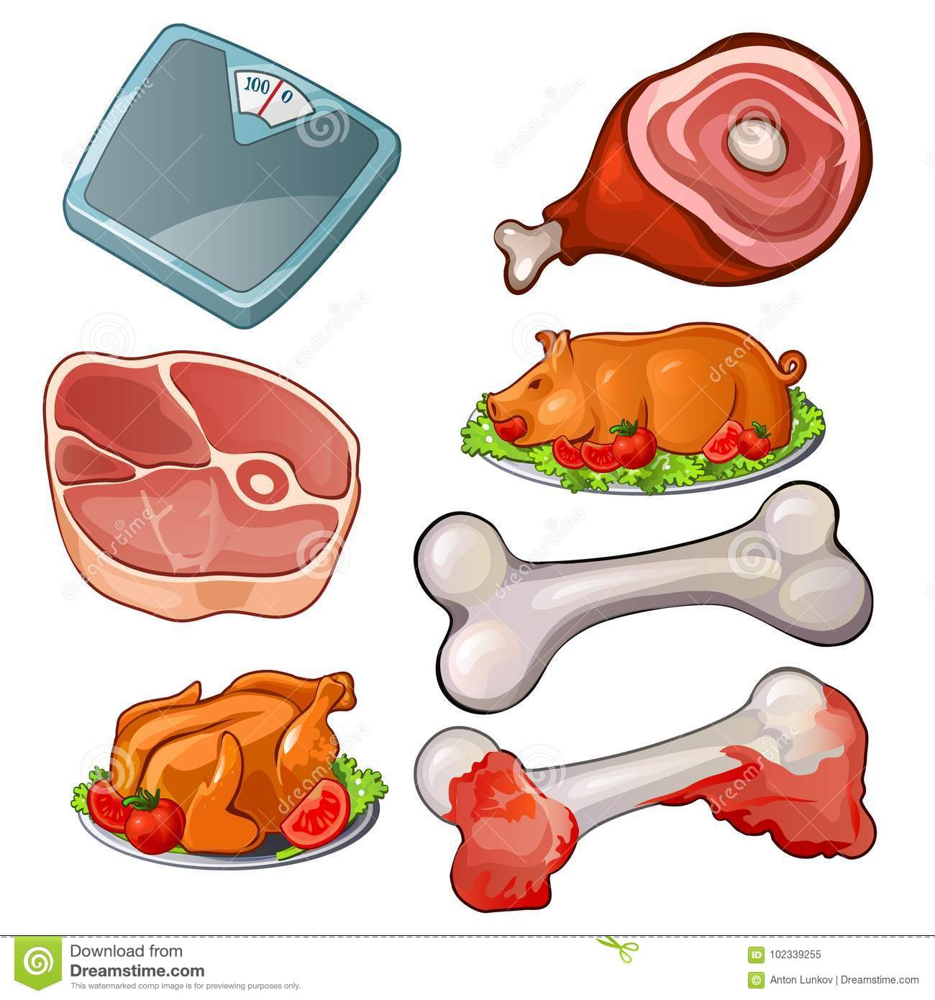 100 0
Download from
Dreamstime.com
This watermarked comp image is for previewing purposes only.
ID 102339255
© Anton Lunkov | Dreamstime.com
dreamstime